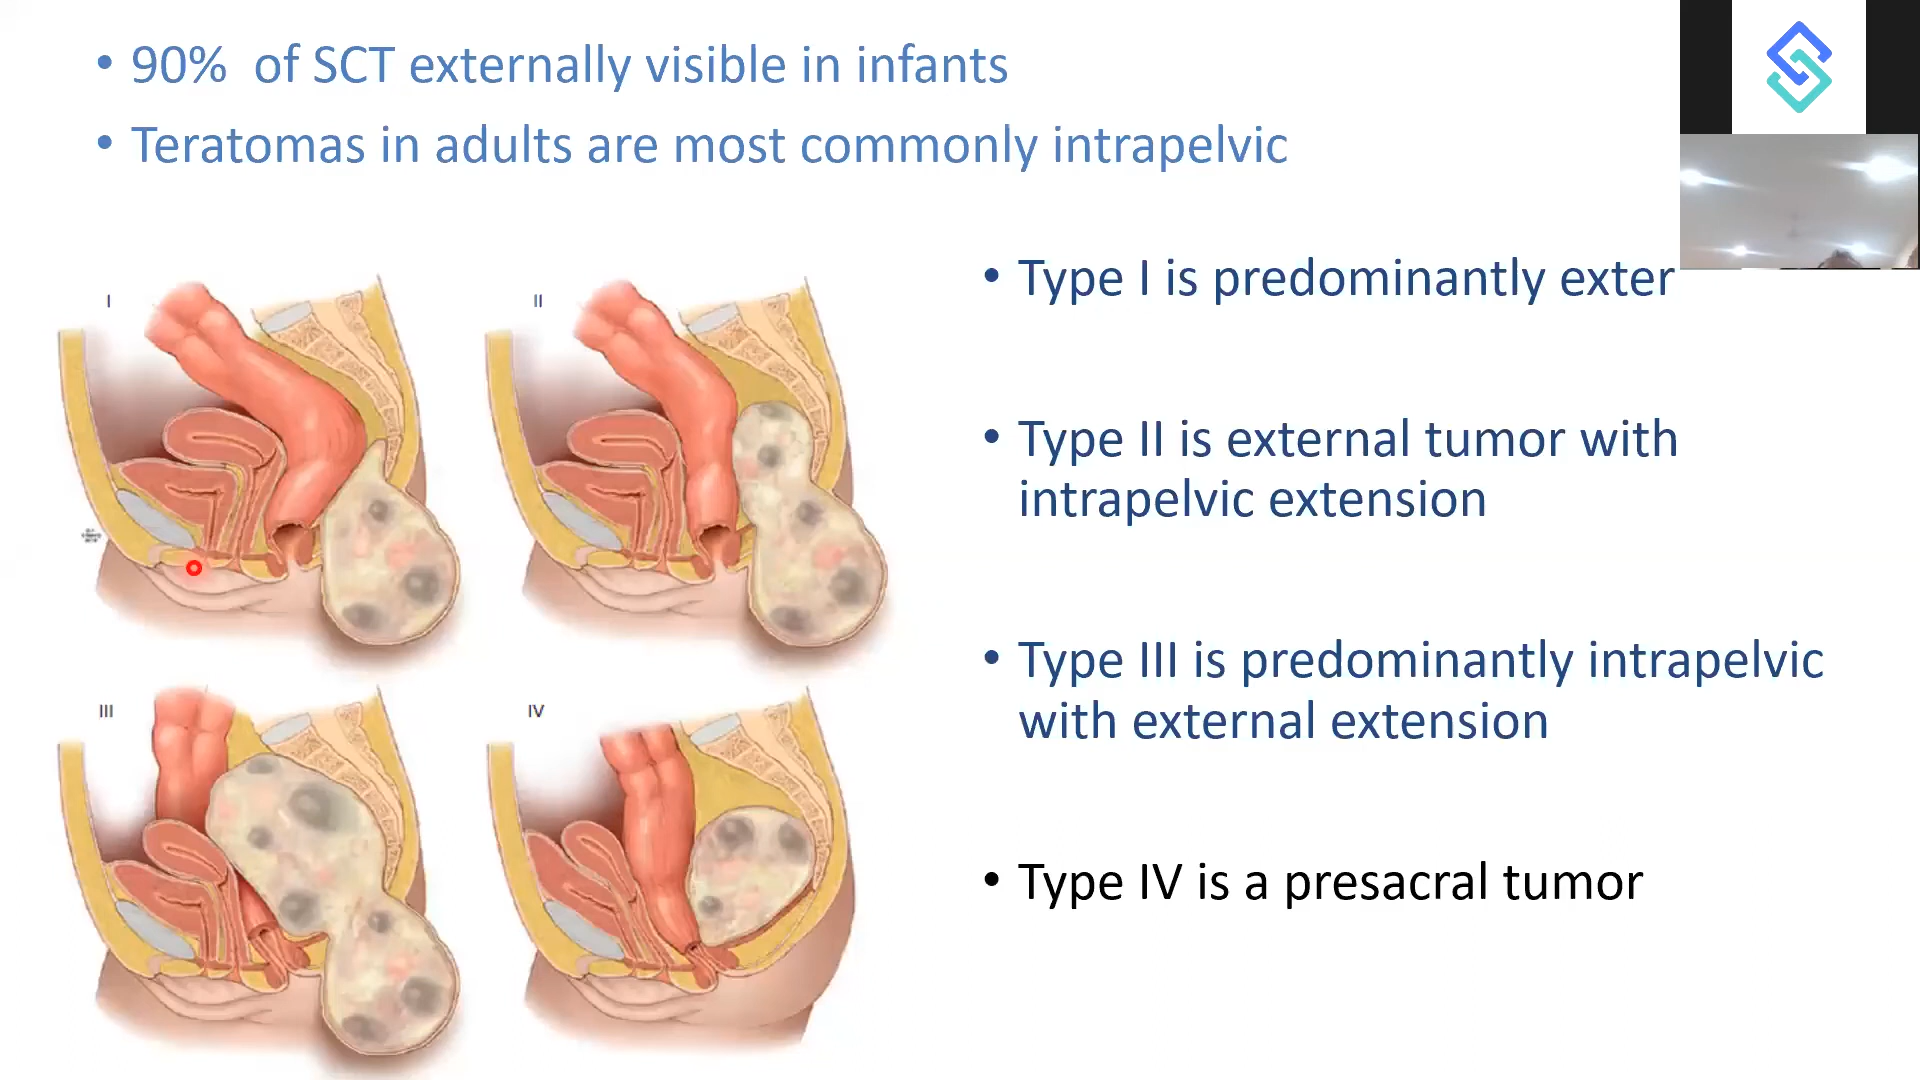 • 90%  of SCT externally visible in infants
• Teratomas in adults are most commonly intrapelvic
I
II
III
IV
• Type I is predominantly exter
• Type II is external tumor with
intrapelvic extension
• Type III is predominantly intrapelvic
with external extension
• Type IV is a presacral tumor